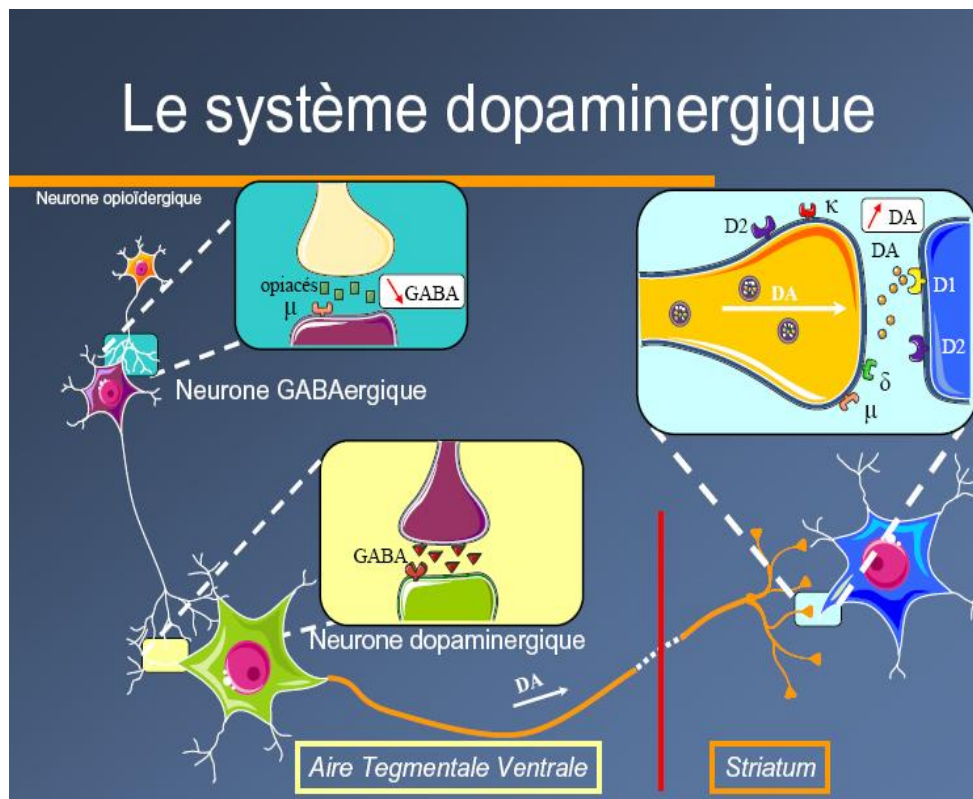 Le système dopaminergique
Neurone opioïdergique
opiacés
μ
GABA
Neurone GABAergique
κ
D2
DA
DA
DA
D1
D2
δ
μ
GABA
Neurone dopaminergique
DA
Aire Tegmentale Ventrale
Striatum